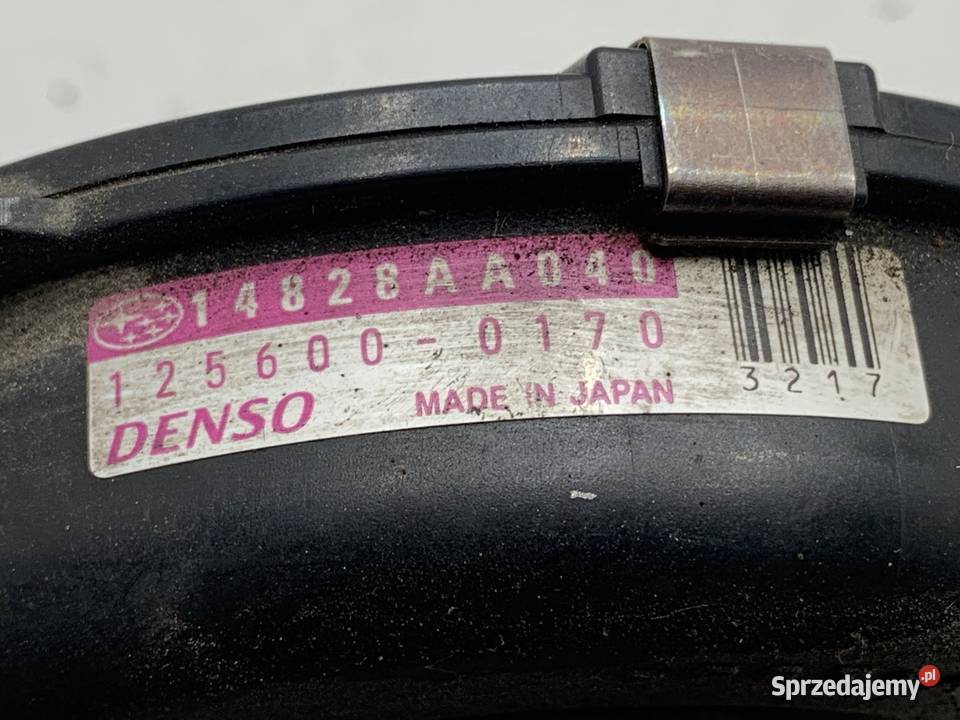 14828AA040
125600-0170
DENSO MADE IN JAPAN
3217
Sprzedajemy.pl